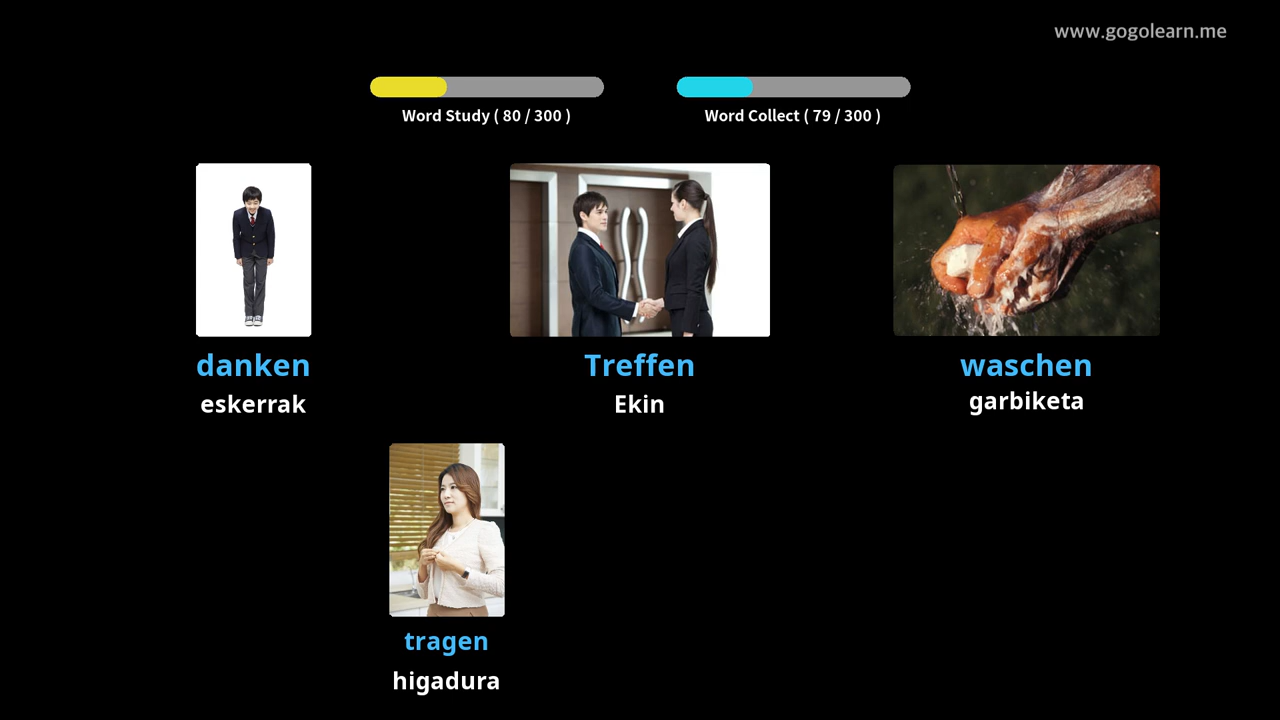 www.gogolearn.me
Word Study ( 80 / 300 )
Word Collect ( 79 / 300 )
danken
eskerrak
Treffen
Ekin
waschen
garbiketa
tragen
higadura